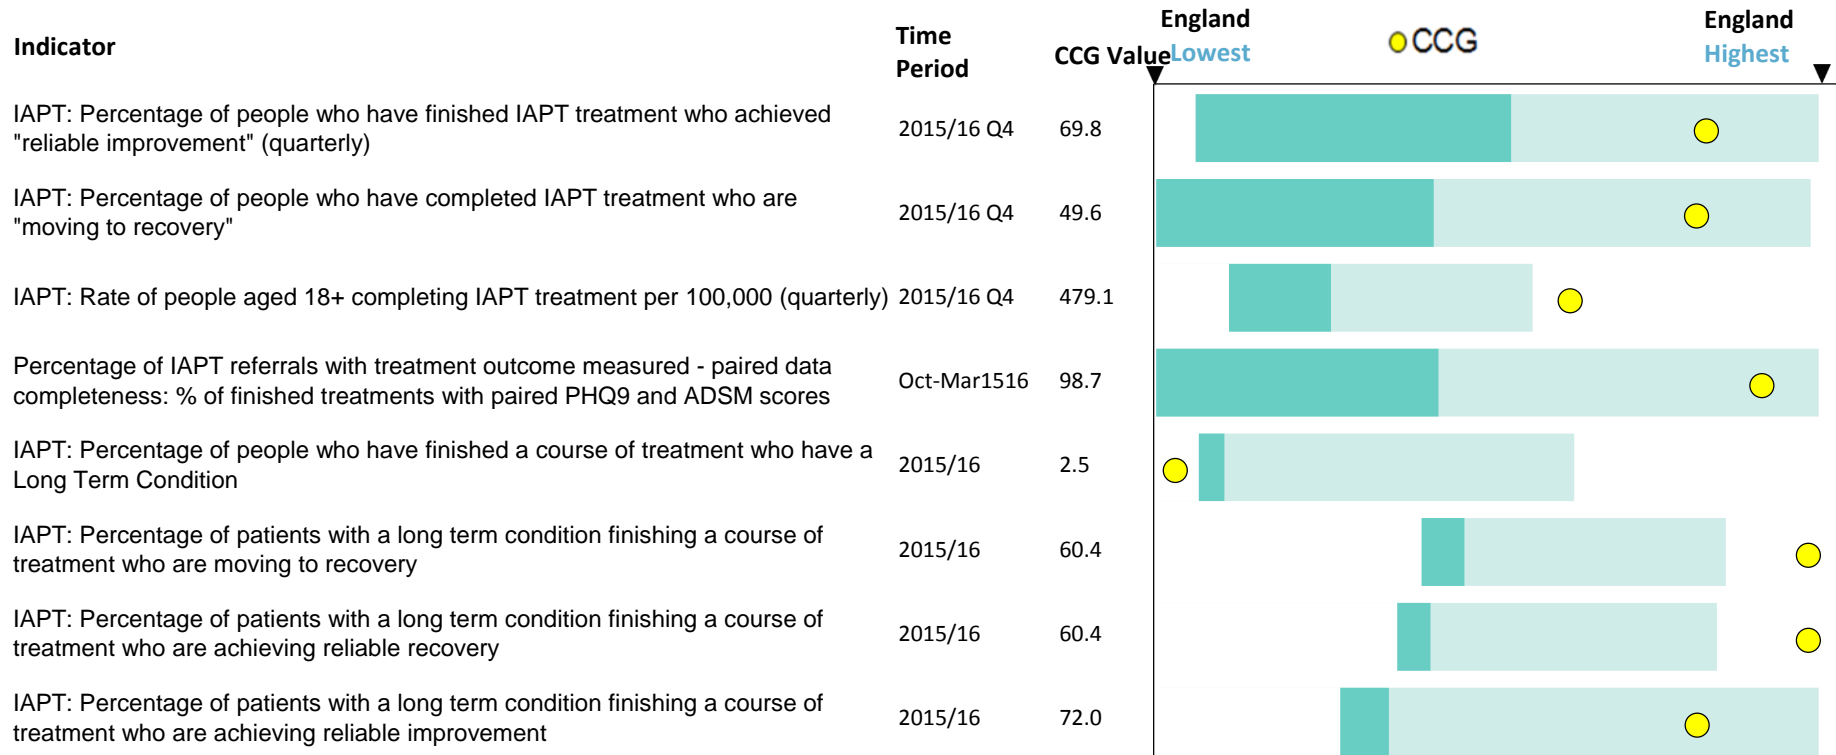 Indicator
Time
Period
CCG Value
England
Lowest
CCG
England
Highest
IAPT: Percentage of people who have finished IAPT treatment who achieved
"reliable improvement" (quarterly)
2015/16 Q4
69.8
IAPT: Percentage of people who have completed IAPT treatment who are
"moving to recovery"
2015/16 Q4
49.6
IAPT: Rate of people aged 18+ completing IAPT treatment per 100,000 (quarterly)
2015/16 Q4
479.1
Percentage of IAPT referrals with treatment outcome measured - paired data
completeness: % of finished treatments with paired PHQ9 and ADSM scores
Oct-Mar1516
98.7
IAPT: Percentage of people who have finished a course of treatment who have a
Long Term Condition
2015/16
2.5
IAPT: Percentage of patients with a long term condition finishing a course of
treatment who are moving to recovery
2015/16
60.4
IAPT: Percentage of patients with a long term condition finishing a course of
treatment who are achieving reliable recovery
2015/16
60.4
IAPT: Percentage of patients with a long term condition finishing a course of
treatment who are achieving reliable improvement
2015/16
72.0